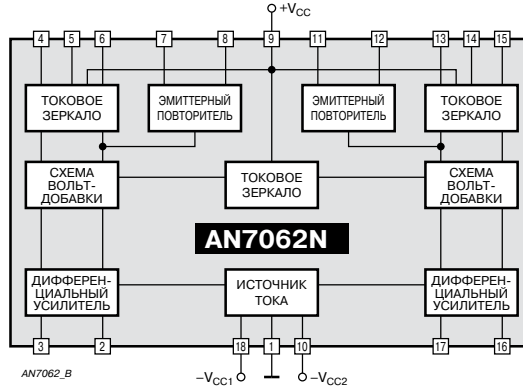 +VCC
4 5 6 7 8 9 11 12 13 14 15
ТОКОВОЕ
ЗЕРКАЛО
ЭМИТТЕРНЫЙ
ПОВТОРИТЕЛЬ
ЭМИТТЕРНЫЙ
ПОВТОРИТЕЛЬ
ТОКОВОЕ
ЗЕРКАЛО
СХЕМА
ВОЛЬТ-
ДОБАВКИ
ТОКОВОЕ
ЗЕРКАЛО
СХЕМА
ВОЛЬТ-
ДОБАВКИ
AN7062N
ДИФФЕРЕН-
ЦИАЛЬНЫЙ
УСИЛИТЕЛЬ
ИСТОЧНИК
ТОКА
ДИФФЕРЕН-
ЦИАЛЬНЫЙ
УСИЛИТЕЛЬ
3 2 18 1 10 17 16
AN7062_B
–VCC1
–VCC2